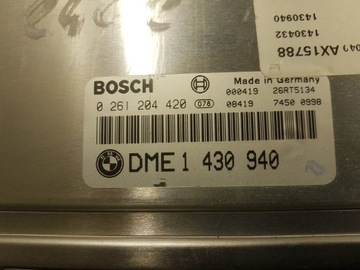 1430940
1430432
AX15788
BOSCH
Made in Germany
000419 26RT5134
0 261 204 420 078 08419 7450 0998
BMW
DME 1 430 940